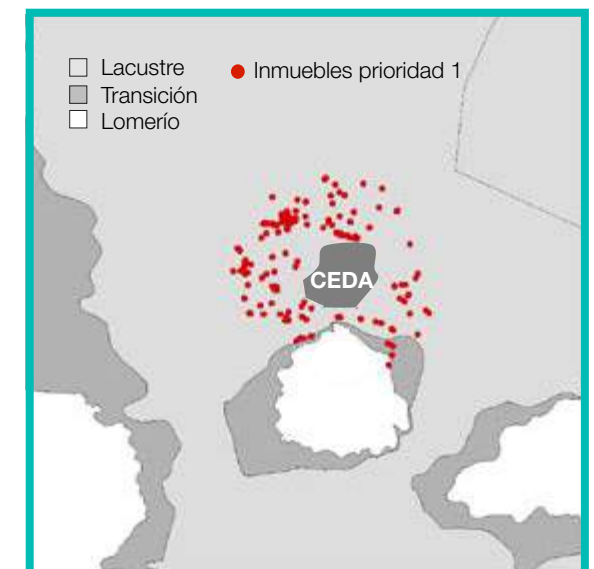 Lacustre
Inmuebles prioridad 1
Transición
Lomerío
CEDA